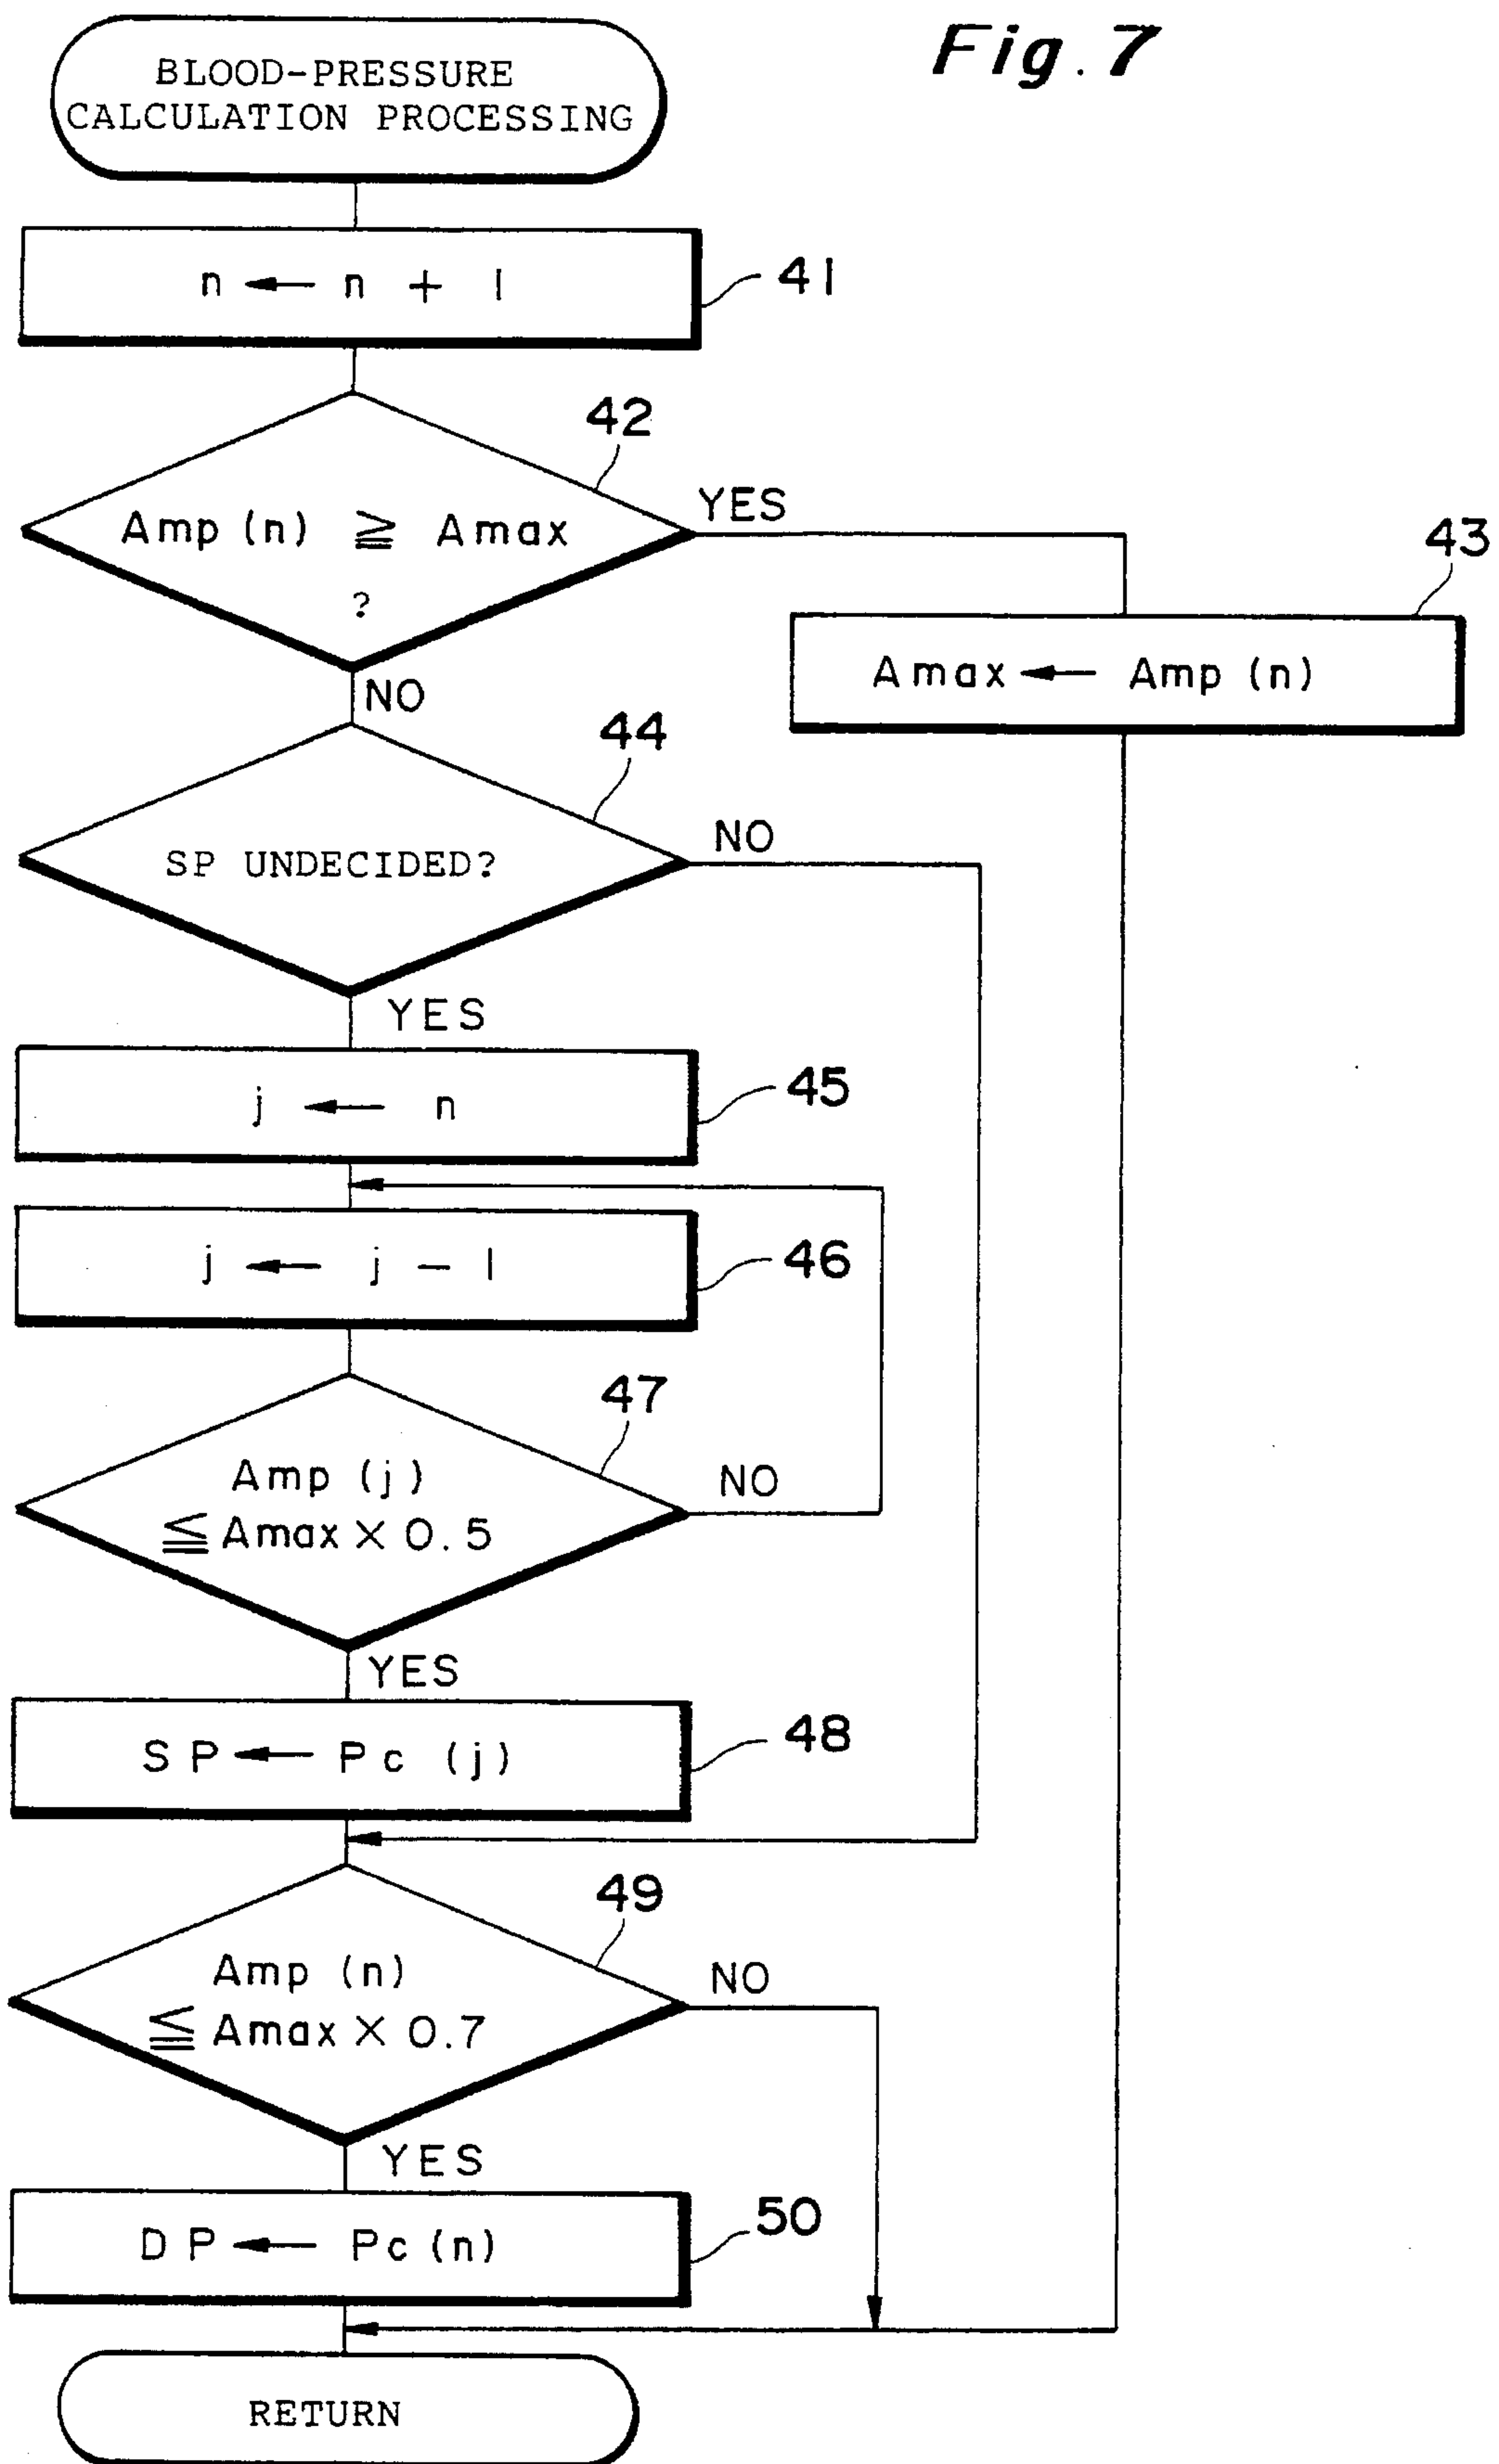 Fig. 7
BLOOD-PRESSURE
CALCULATION PROCESSING
n ← n + 1
41
42
Amp (n) ≧ Amax
?
YES
NO
43
Amax ← Amp (n)
44
SP UNDECIDED?
NO
YES
j ← n
45
j ← j − 1
46
47
Amp (j)
≦ Amax × 0.5
NO
YES
SP ← Pc (j)
48
49
Amp (n)
≦ Amax × 0.7
NO
YES
DP ← Pc (n)
50
RETURN